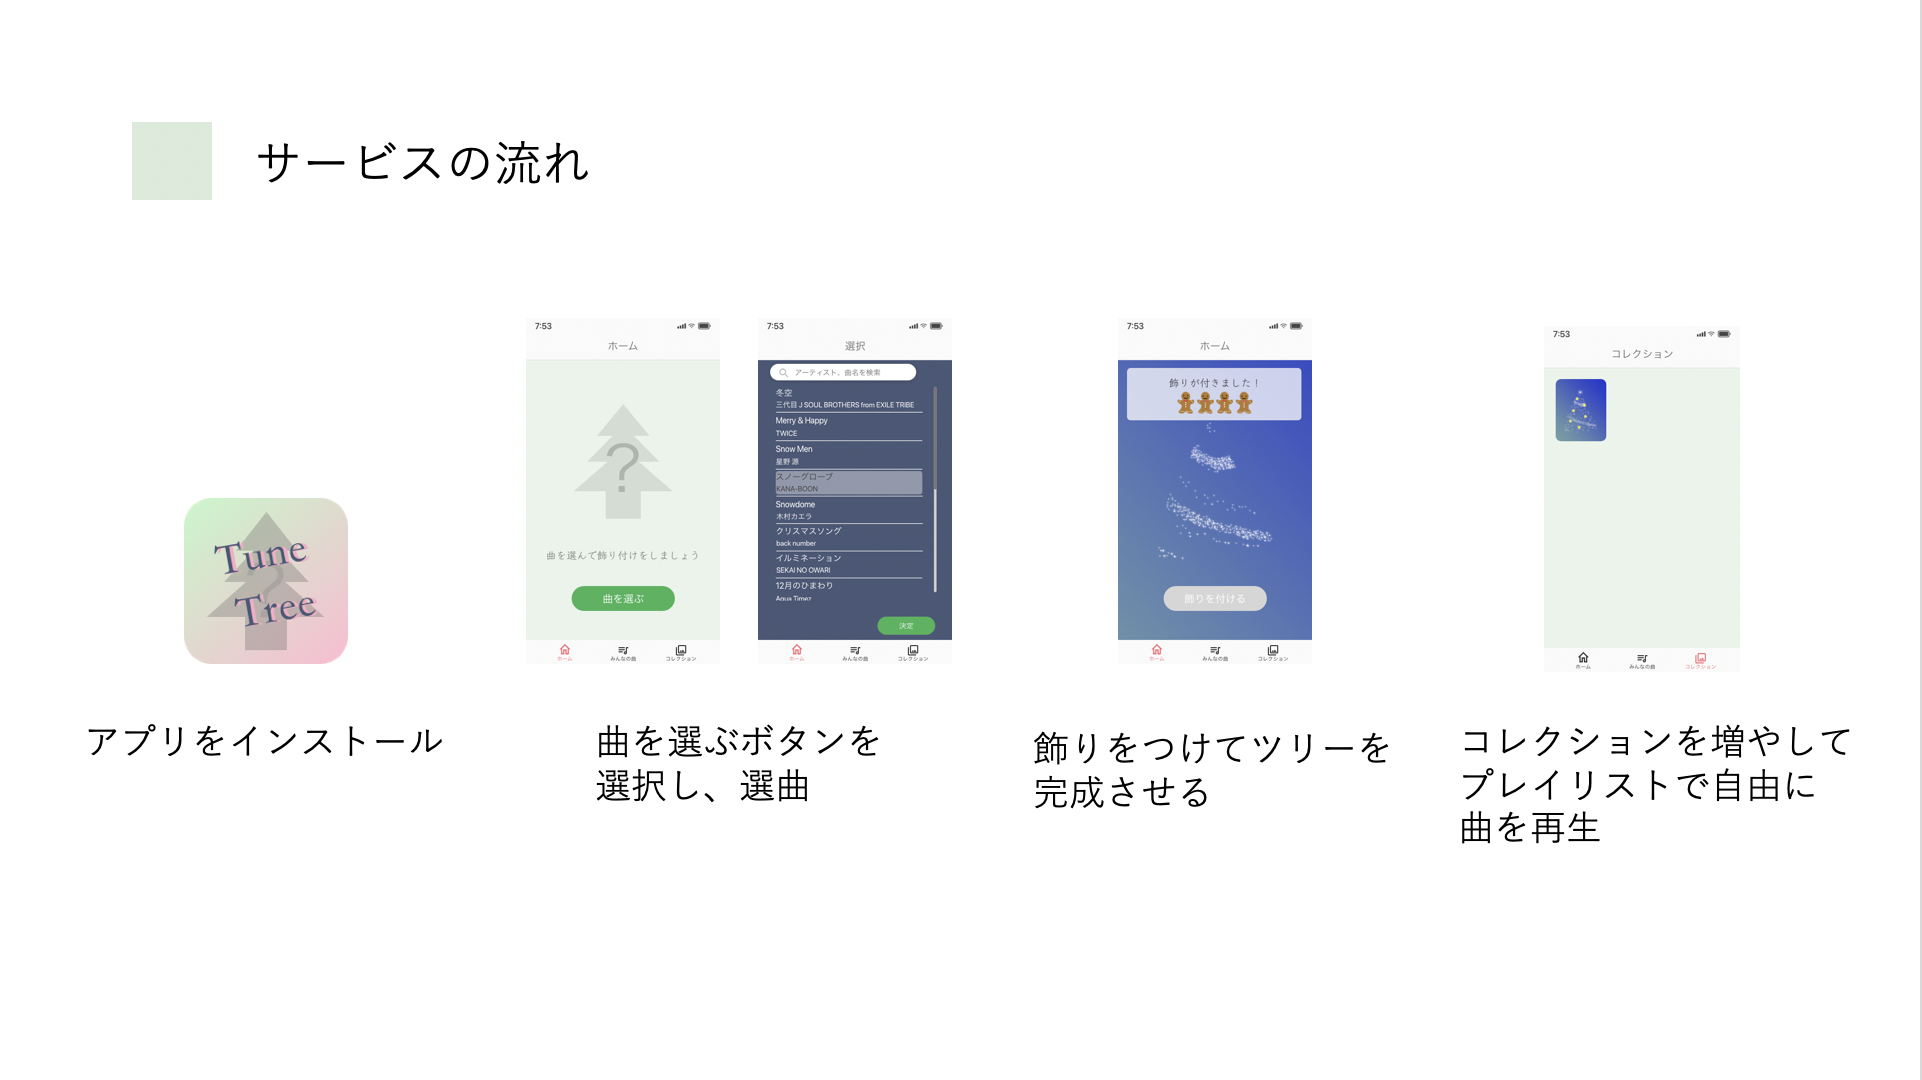 サービスの流れ
Tune
Tree
アプリをインストール
7:53
ホーム
?
曲を選んで飾り付けをしましょう
曲を選ぶ
ホーム
みんなの曲
コレクション
7:53
選択
アーティスト、曲名を検索
冬空
三代目 J SOUL BROTHERS from EXILE TRIBE
Merry & Happy
TWICE
Snow Men
星野 源
スノーグローブ
KANA-BOON
Snowdome
木村カエラ
クリスマスソング
back number
イルミネーション
SEKAI NO OWARI
12月のひまわり
Aqua Timez
決定
ホーム
みんなの曲
コレクション
曲を選ぶボタンを
選択し、選曲
7:53
ホーム
飾りが付きました！
飾りを付ける
ホーム
みんなの曲
コレクション
飾りをつけてツリーを
完成させる
7:53
コレクション
ホーム
みんなの曲
コレクション
コレクションを増やして
プレイリストで自由に
曲を再生